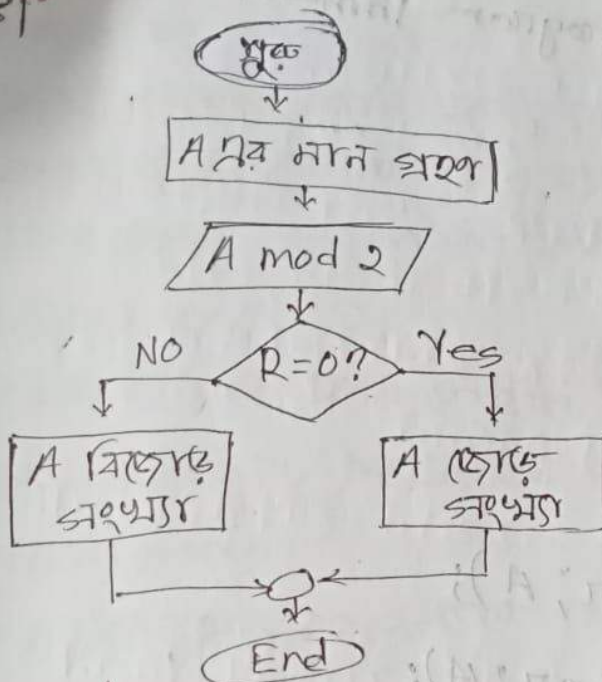 শুরু
A এর মান গ্রহণ
A mod 2
R=0?
NO
Yes
A বিজোড়
সংখ্যা
A জোড়
সংখ্যা
End